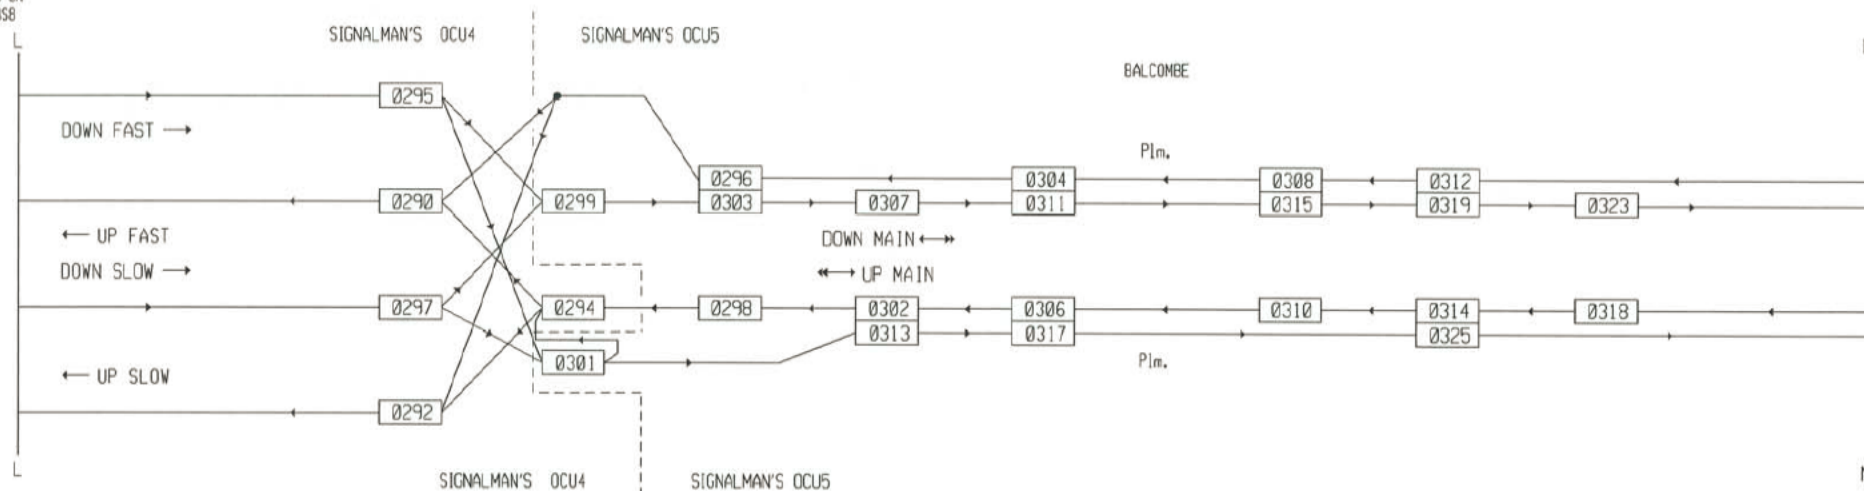 SIGNALMAN'S OCU4
SIGNALMAN'S OCU5
L
BALCOMBE
0295
DOWN FAST →
Plm.
0296
0304
0308
0312
0290
0299
0303
0307
0311
0315
0319
0323
← UP FAST
DOWN MAIN
DOWN SLOW →
UP MAIN
0297
0294
0298
0302
0306
0310
0314
0318
0313
0317
0325
0301
Plm.
← UP SLOW
0292
L
SIGNALMAN'S OCU4
SIGNALMAN'S OCU5